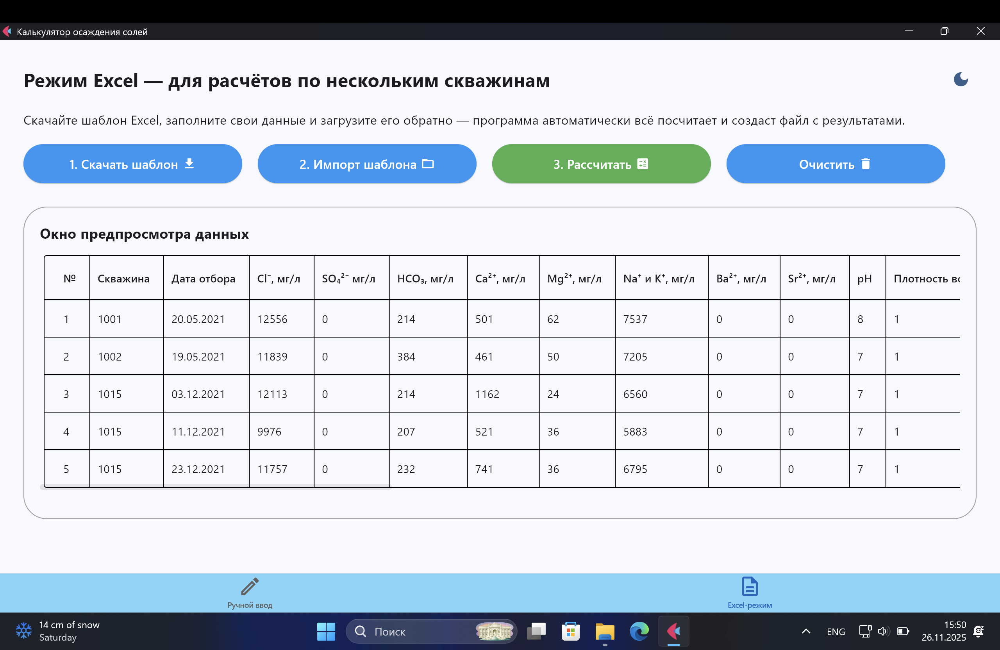 Калькулятор осаждения солей
Режим Excel — для расчётов по нескольким скважинам
Скачайте шаблон Excel, заполните свои данные и загрузите его обратно — программа автоматически всё посчитает и создаст файл с результатами.
1. Скачать шаблон 2. Импорт шаблона 3. Рассчитать Очистить
Окно предпросмотра данных
№ Скважина Дата отбора Cl⁻, мг/л SO₄²⁻ мг/л HCO₃, мг/л Ca²⁺, мг/л Mg²⁺, мг/л Na⁺ и K⁺, мг/л Ba²⁺, мг/л Sr²⁺, мг/л pH Плотность
1 1001 20.05.2021 12556 0 214 501 62 7537 0 0 8 1
2 1002 19.05.2021 11839 0 384 461 50 7205 0 0 7 1
3 1015 03.12.2021 12113 0 214 1162 24 6560 0 0 7 1
4 1015 11.12.2021 9976 0 207 521 36 5883 0 0 7 1
5 1015 23.12.2021 11757 0 232 741 36 6795 0 0 7 1
Ручной ввод Excel-режим
14 cm of snow
Saturday
Поиск
ENG
15:50
26.11.2025